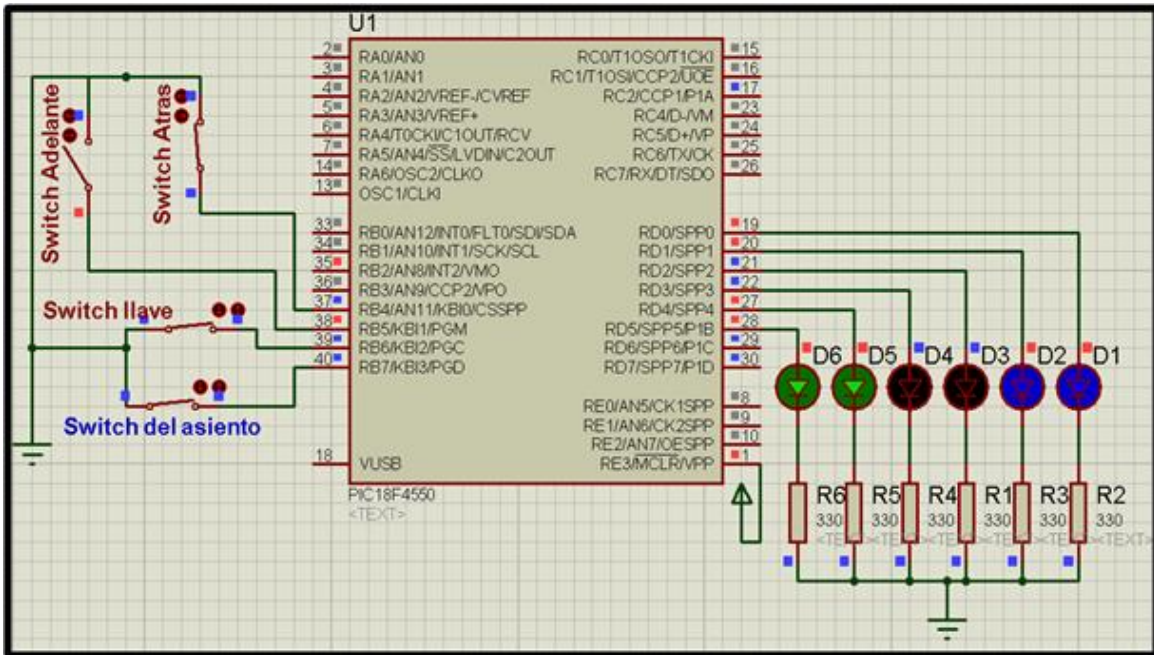 U1
2 RA0/AN0 RC0/T1OSO/T1CKI 15
3 RA1/AN1 RC1/T1OSI/CCP2/UOE 16
4 RA2/AN2/VREF-/CVREF RC2/CCP1/P1A 17
5 RA3/AN3/VREF+ RC4/D-/VM 23
6 RA4/T0CKI/C1OUT/RCV RC5/D+/VP 24
7 RA5/AN4/SS/LVDIN/C2OUT RC6/TX/CK 25
14 RA6/OSC2/CLKO RC7/RX/DT/SDO 26
13 OSC1/CLKI
33 RB0/AN12/INT0/FLT0/SDI/SDA RD0/SPP0 19
34 RB1/AN10/INT1/SCK/SCL RD1/SPP1 20
35 RB2/AN8/INT2/VMO RD2/SPP2 21
36 RB3/AN9/CCP2/VPO RD3/SPP3 22
37 RB4/AN11/KBI0/CSSPP RD4/SPP4 27
38 RB5/KBI1/PGM RD5/SPP5/P1B 28
39 RB6/KBI2/PGC RD6/SPP6/P1C 29
40 RB7/KBI3/PGD RD7/SPP7/P1D 30
RE0/AN5/CK1SPP 8
RE1/AN6/CK2SPP 9
RE2/AN7/OESPP 10
18 VUSB RE3/MCLR/VPP 1
PIC18F4550
<TEXT>
Switch Adelante
Switch Atras
Switch llave
Switch del asiento
D6 D5 D4 D3 D2 D1
R6 R5 R4 R1 R3 R2
330 330 330 330 330 330
<TEXT> <TEXT> <TEXT> <TEXT> <TEXT> <TEXT>